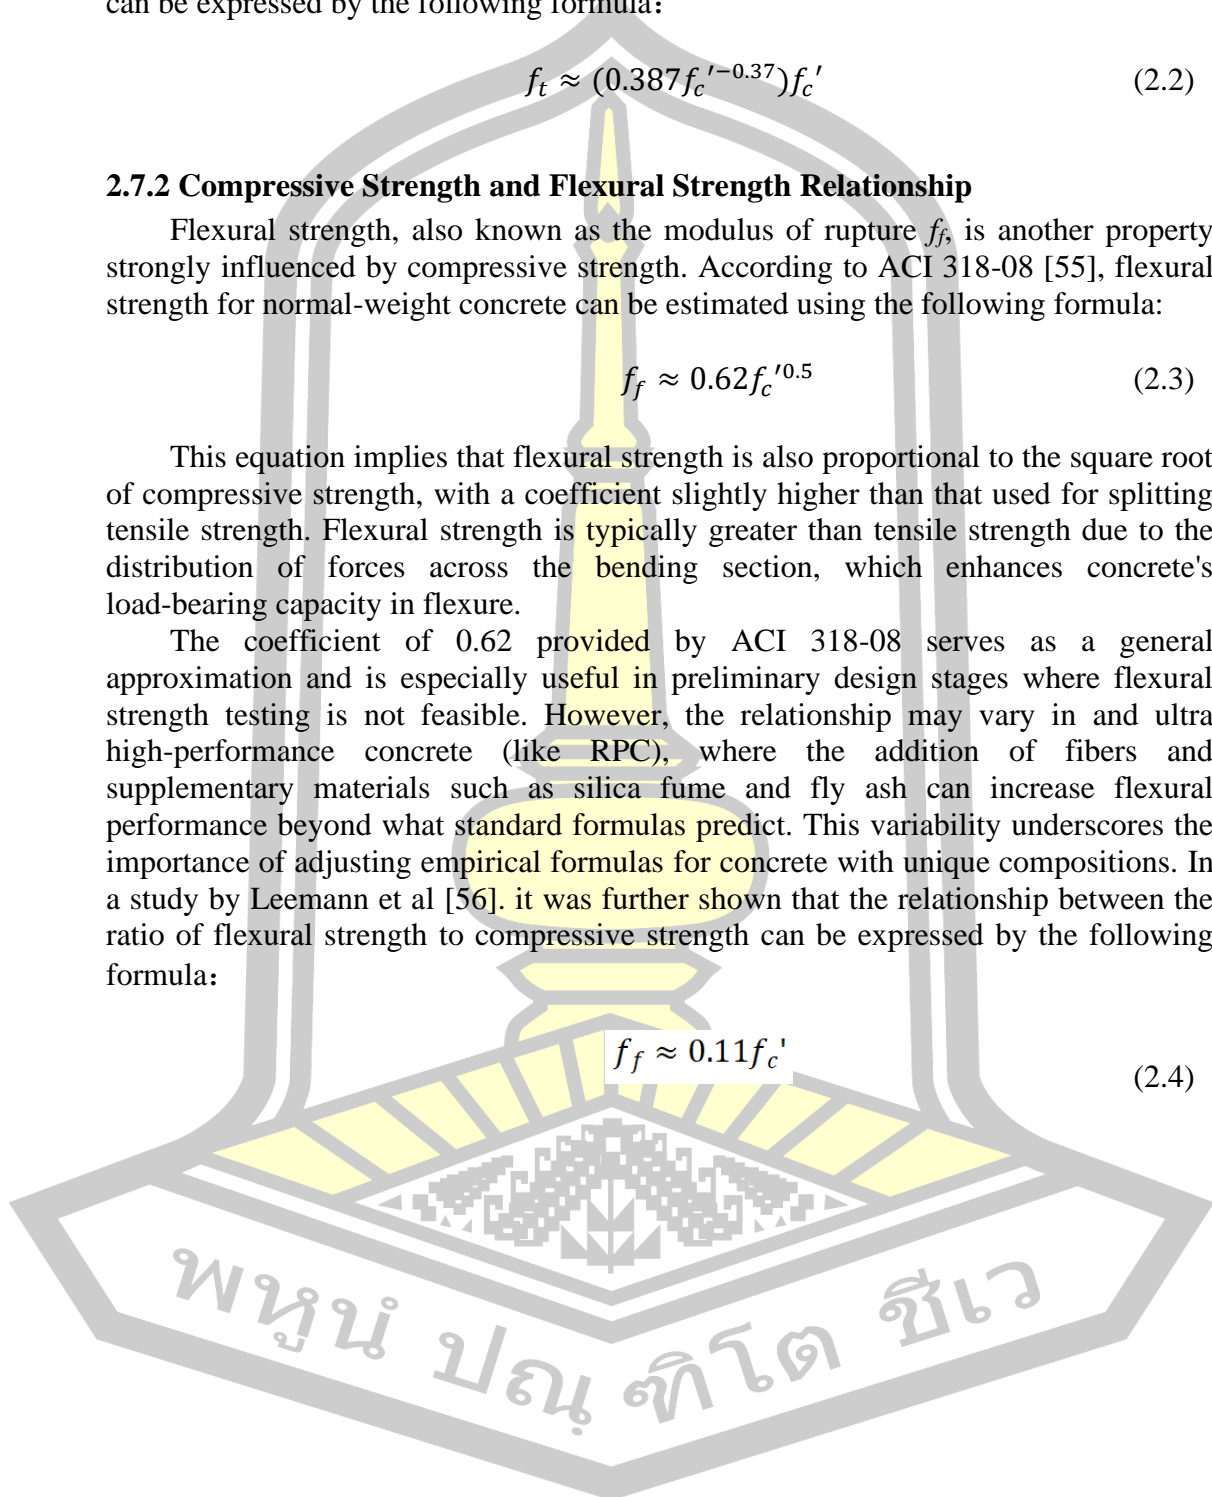 can be expressed by the following formula：
f_t ≈ (0.387f_c′^−0.37)f_c′ (2.2)
2.7.2 Compressive Strength and Flexural Strength Relationship
Flexural strength, also known as the modulus of rupture f_f, is another property
strongly influenced by compressive strength. According to ACI 318-08 [55], flexural
strength for normal-weight concrete can be estimated using the following formula:
f_f ≈ 0.62f_c′^0.5 (2.3)
This equation implies that flexural strength is also proportional to the square root
of compressive strength, with a coefficient slightly higher than that used for splitting
tensile strength. Flexural strength is typically greater than tensile strength due to the
distribution of forces across the bending section, which enhances concrete's
load-bearing capacity in flexure.
The coefficient of 0.62 provided by ACI 318-08 serves as a general
approximation and is especially useful in preliminary design stages where flexural
strength testing is not feasible. However, the relationship may vary in and ultra
high-performance concrete (like RPC), where the addition of fibers and
supplementary materials such as silica fume and fly ash can increase flexural
performance beyond what standard formulas predict. This variability underscores the
importance of adjusting empirical formulas for concrete with unique compositions. In
a study by Leemann et al [56]. it was further shown that the relationship between the
ratio of flexural strength to compressive strength can be expressed by the following
formula：
f_f ≈ 0.11f_c'
(2.4)
พหูนํ ปณฺฑิโต ชีเว